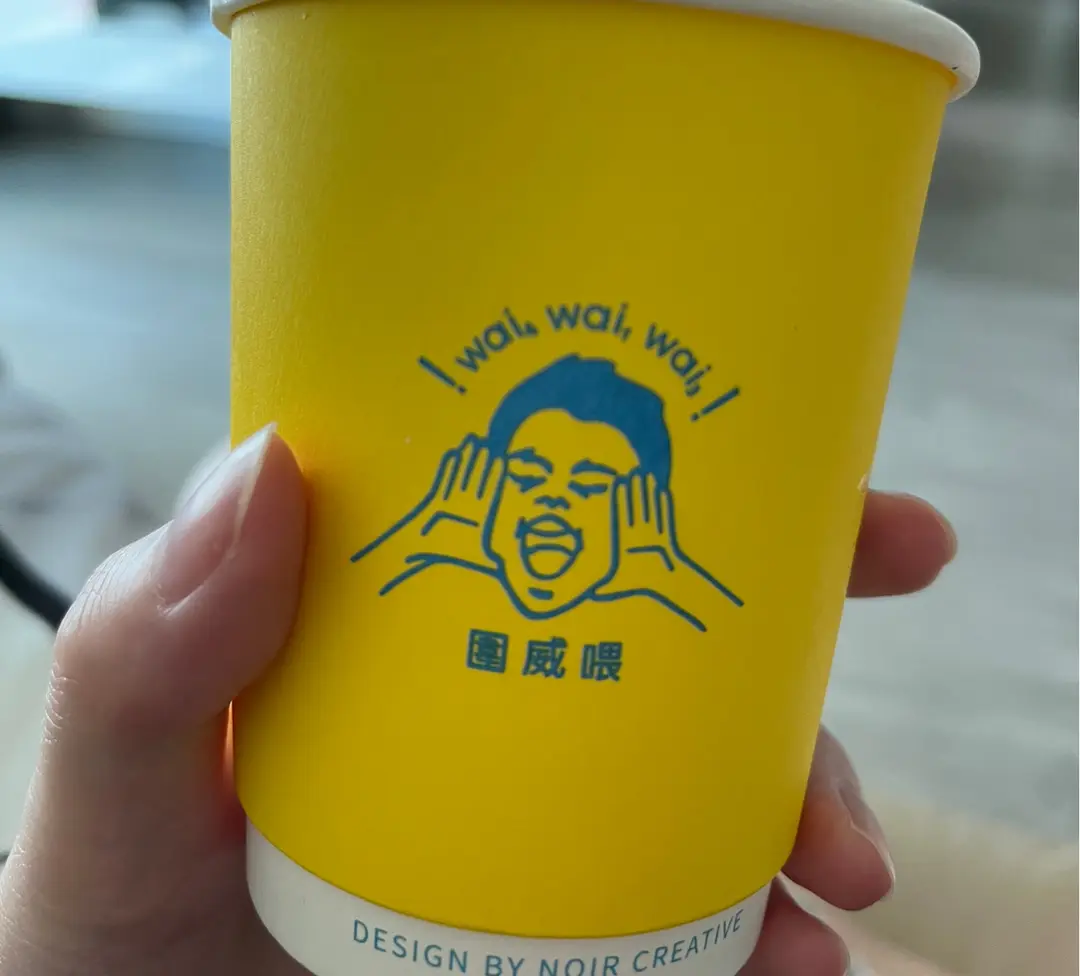 ! wai, wai, wai, !
圍威喂
DESIGN BY NOIR CREATIVE